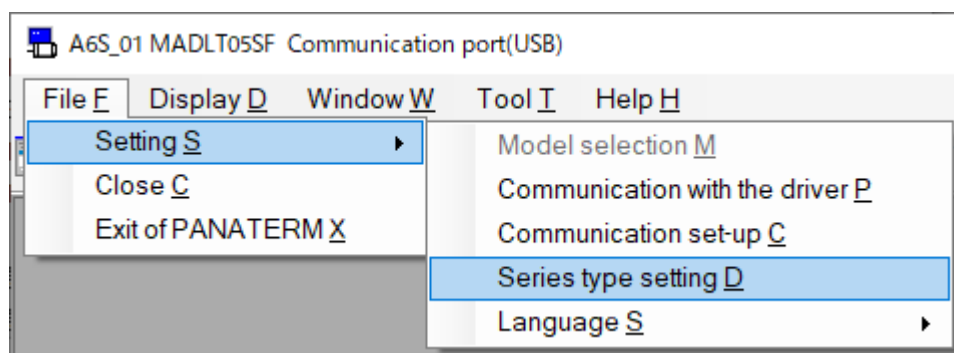 A6S_01 MADLT05SF Communication port(USB)
File F Display D Window W Tool T Help H
Setting S
Close C
Exit of PANATERM X
Model selection M
Communication with the driver P
Communication set-up C
Series type setting D
Language S